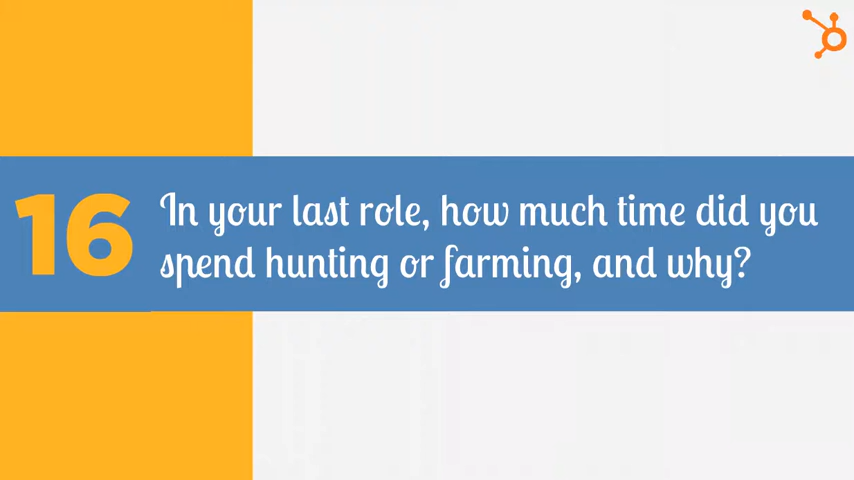 16
In your last role, how much time did you
spend hunting or farming, and why?